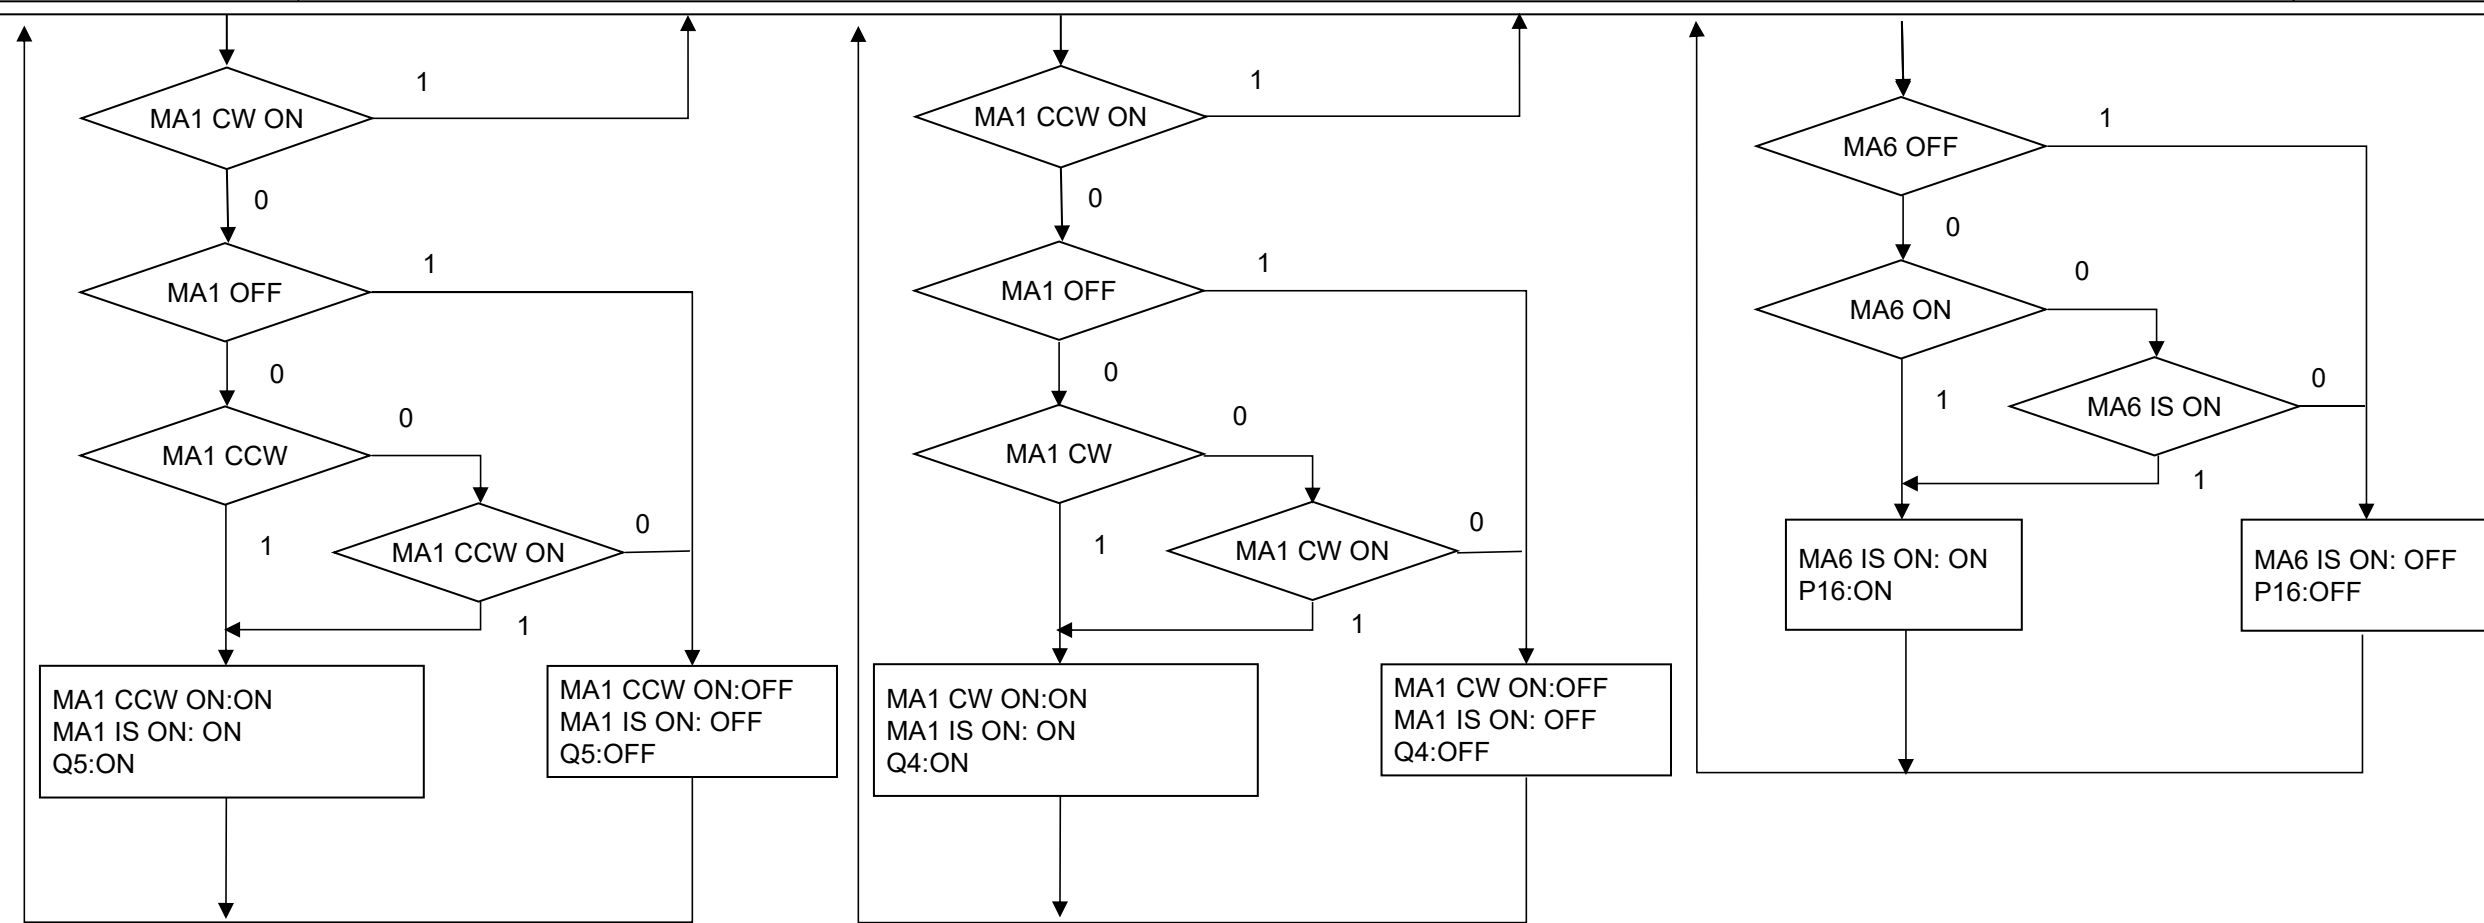 MA1 CW ON
1
0
MA1 OFF
1
0
MA1 CCW
0
1
MA1 CCW ON
0
1
MA1 CCW ON:ON
MA1 IS ON: ON
Q5:ON
MA1 CCW ON:OFF
MA1 IS ON: OFF
Q5:OFF
MA1 CCW ON
1
0
MA1 OFF
1
0
MA1 CW
0
1
MA1 CW ON
0
1
MA1 CW ON:ON
MA1 IS ON: ON
Q4:ON
MA1 CW ON:OFF
MA1 IS ON: OFF
Q4:OFF
MA6 OFF
1
0
MA6 ON
0
1
MA6 IS ON
0
1
MA6 IS ON: ON
P16:ON
MA6 IS ON: OFF
P16:OFF